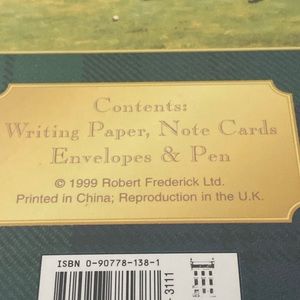 Contents:
Writing Paper, Note Cards
Envelopes & Pen
© 1999 Robert Frederick Ltd.
Printed in China; Reproduction in the U.K.
ISBN 0-90778-138-1
3111